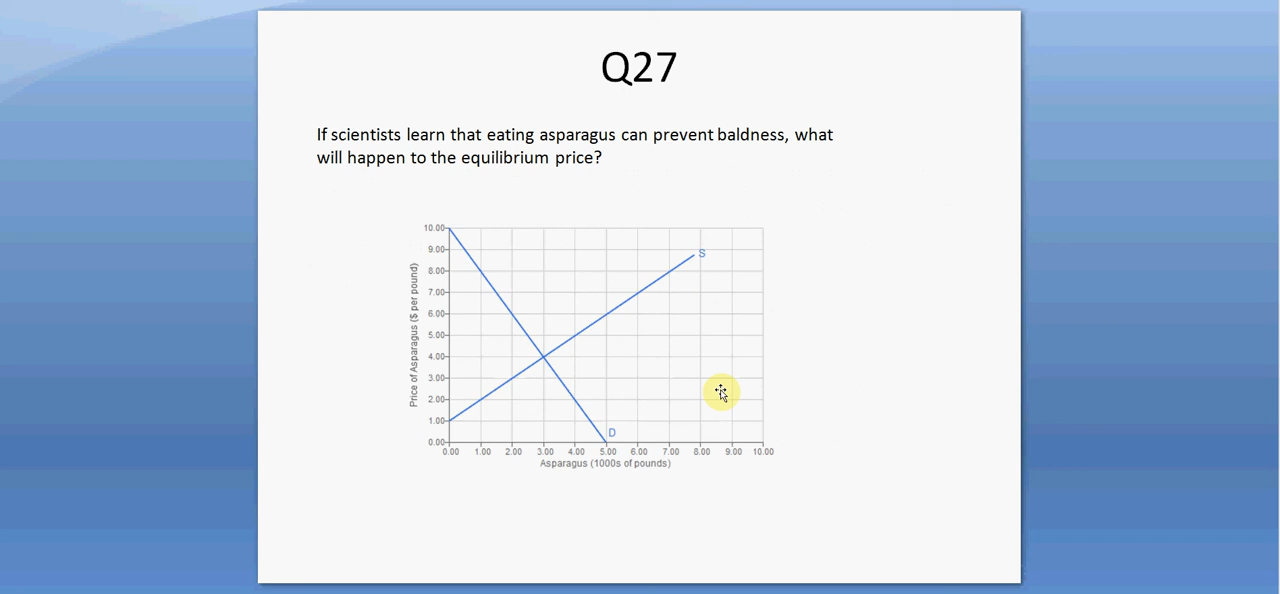 Q27
If scientists learn that eating asparagus can prevent baldness, what
will happen to the equilibrium price?
10.00
9.00
8.00
7.00
6.00
5.00
4.00
3.00
2.00
1.00
0.00
Price of Asparagus ($ per pound)
S
D
0.00 1.00 2.00 3.00 4.00 5.00 6.00 7.00 8.00 9.00 10.00
Asparagus (1000s of pounds)